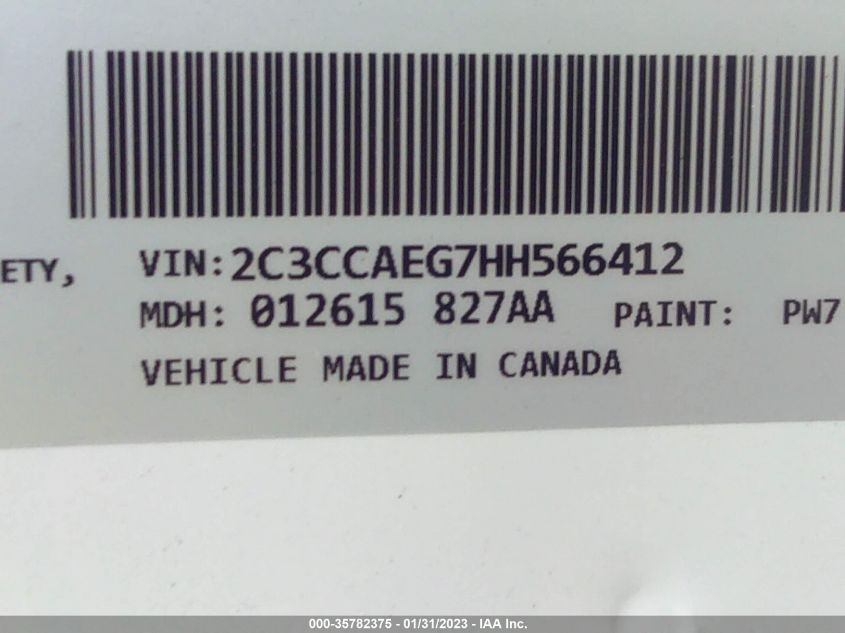 ETY, VIN:2C3CCAEG7HH566412
MDH: 012615 827AA PAINT: PW7
VEHICLE MADE IN CANADA
000-35782375 - 01/31/2023 - IAA Inc.